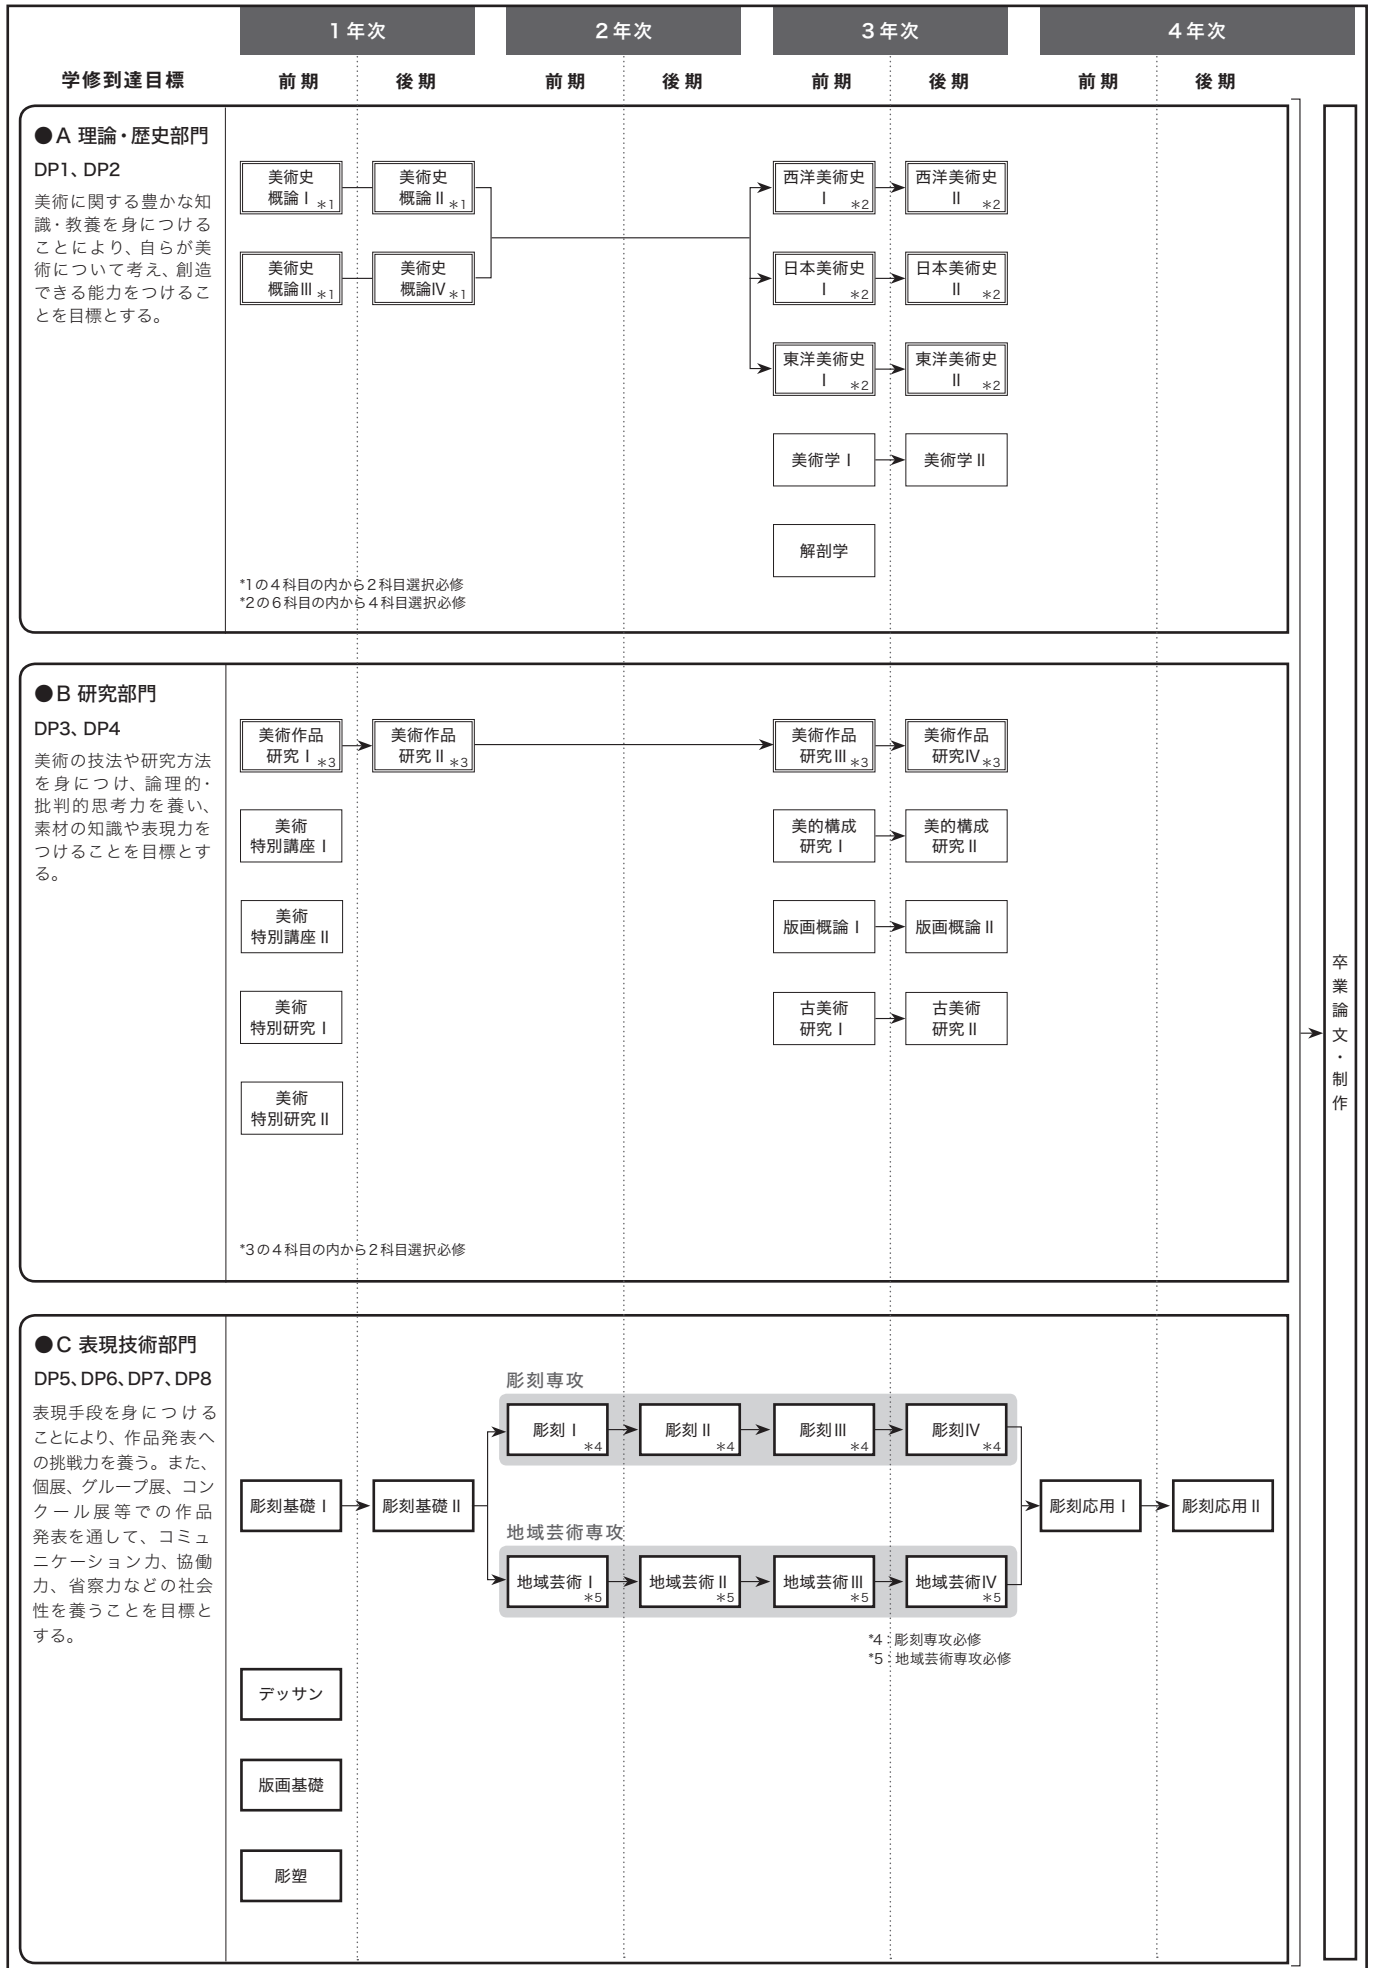 1年次
2年次
3年次
4年次
学修到達目標
前期
後期
前期
後期
前期
後期
前期
後期
●A 理論・歴史部門
DP1、DP2
美術に関する豊かな知
識・教養を身につける
ことにより、自らが美
術について考え、創造
できる能力をつけるこ
とを目標とする。
美術史
概論Ⅰ *1
美術史
概論Ⅱ *1
西洋美術史
Ⅰ *2
西洋美術史
Ⅱ *2
美術史
概論Ⅲ *1
美術史
概論Ⅳ *1
日本美術史
Ⅰ *2
日本美術史
Ⅱ *2
東洋美術史
Ⅰ *2
東洋美術史
Ⅱ *2
美術学Ⅰ
美術学Ⅱ
解剖学
*1の4科目の内から2科目選択必修
*2の6科目の内から4科目選択必修
●B 研究部門
DP3、DP4
美術の技法や研究方法
を身につけ、論理的・
批判的思考力を養い、
素材の知識や表現力を
つけることを目標とす
る。
美術作品
研究Ⅰ *3
美術作品
研究Ⅱ *3
美術作品
研究Ⅲ *3
美術作品
研究Ⅳ *3
美術
特別講座Ⅰ
美的構成
研究Ⅰ
美的構成
研究Ⅱ
美術
特別講座Ⅱ
版画概論Ⅰ
版画概論Ⅱ
美術
特別研究Ⅰ
古美術
研究Ⅰ
古美術
研究Ⅱ
美術
特別研究Ⅱ
*3の4科目の内から2科目選択必修
●C 表現技術部門
DP5、DP6、DP7、DP8
表現手段を身につける
ことにより、作品発表へ
の挑戦力を養う。また、
個展、グループ展、コン
クール展等での作品
発表を通して、コミュ
ニケーション力、協働
力、省察力などの社会
性を養うことを目標と
する。
彫刻専攻
彫刻Ⅰ
*4
彫刻Ⅱ
*4
彫刻Ⅲ
*4
彫刻Ⅳ
*4
彫刻基礎Ⅰ
彫刻基礎Ⅱ
彫刻応用Ⅰ
彫刻応用Ⅱ
地域芸術専攻
地域芸術Ⅰ
*5
地域芸術Ⅱ
*5
地域芸術Ⅲ
*5
地域芸術Ⅳ
*5
*4：彫刻専攻必修
*5：地域芸術専攻必修
デッサン
版画基礎
彫塑
卒業論文・制作